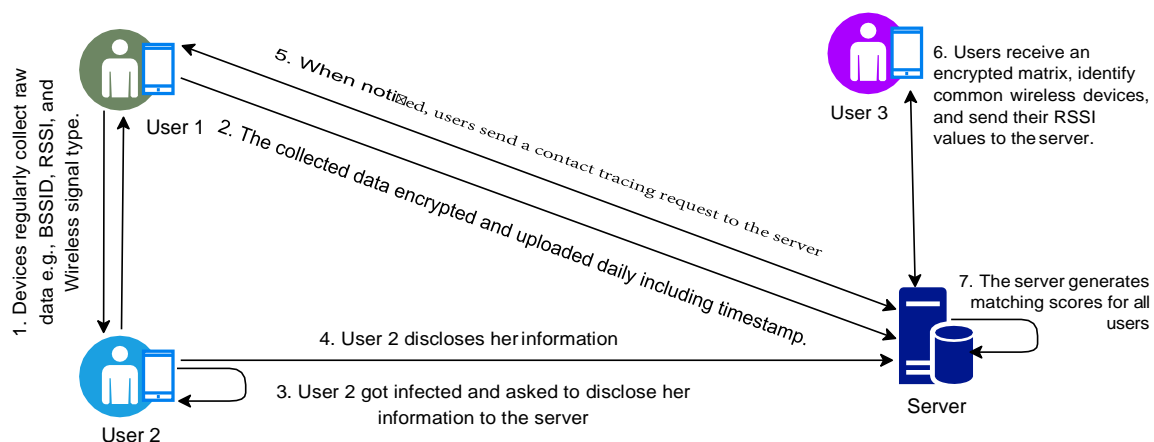 1. Devices regularly collect raw
data e.g., BSSID, RSSI, and
Wireless signal type.
User 1
5. When noti�ed, users send a contact tracing request to the server
2. The collected data encrypted and uploaded daily including timestamp.
User 3
6. Users receive an
encrypted matrix, identify
common wireless devices,
and send their RSSI
values to the server.
7. The server generates
matching scores for all
users
4. User 2 discloses her information
3. User 2 got infected and asked to disclose her
information to the server
User 2
Server